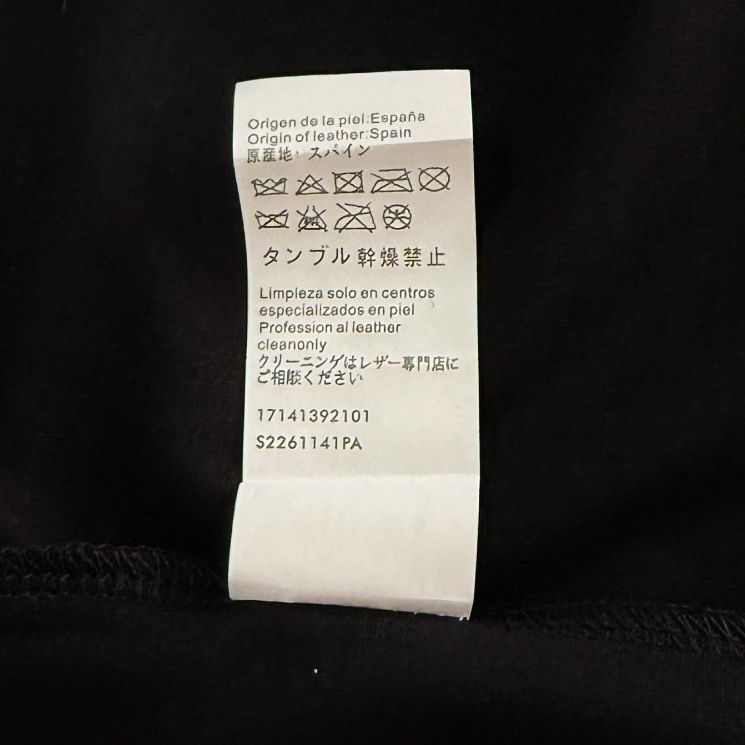 Origen de la piel:España
Origin of leather:Spain
原産地: スパイン
タンブル幹燥禁止
Limpieza solo en centros
especializados en piel
Profession al leather
cleanonly
クリーニングはレザー専門店に
ご相談ください
17141392101
S2261141PA